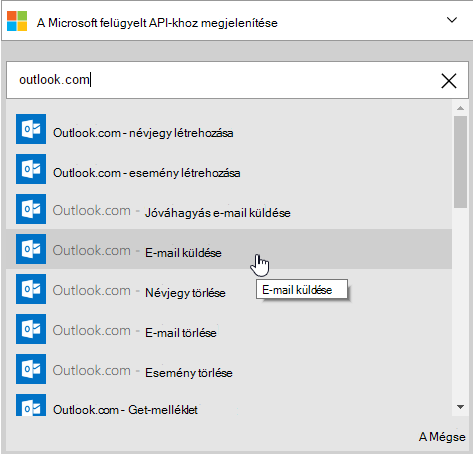 A Microsoft felügyelt API-khoz megjelenítése
outlook.com
Outlook.com - névjegy létrehozása
Outlook.com - esemény létrehozása
Outlook.com - Jóváhagyás e-mail küldése
Outlook.com - E-mail küldése
E-mail küldése
Outlook.com - Névjegy törlése
Outlook.com - E-mail törlése
Outlook.com - Esemény törlése
Outlook.com - Get-melléklet
A Mégse